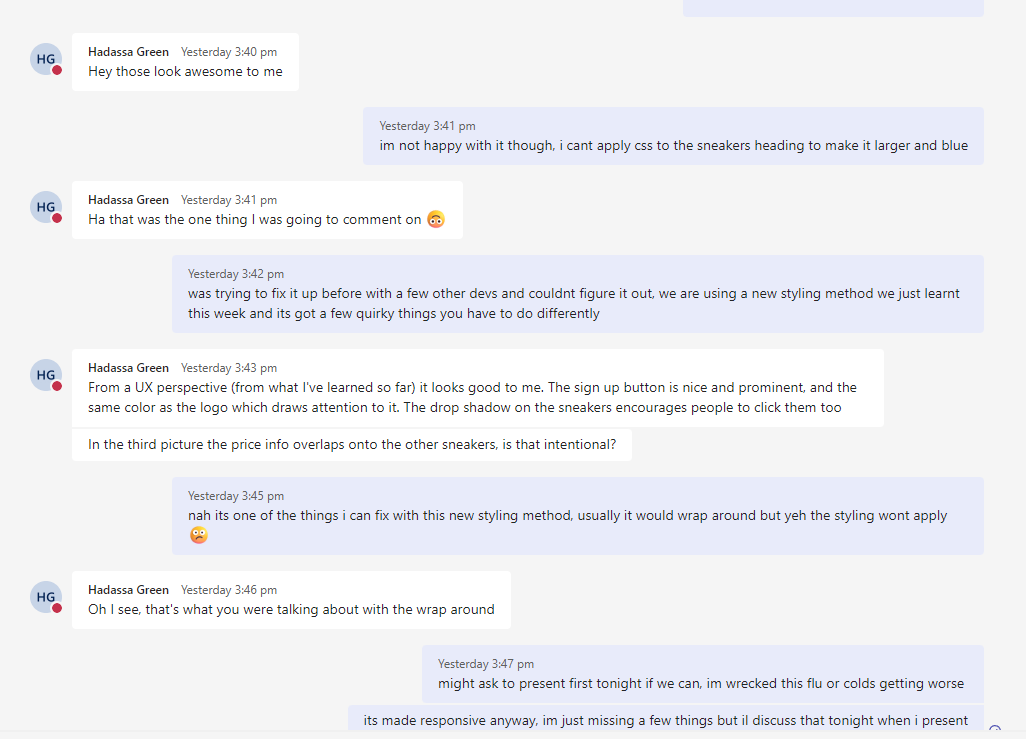 HG
Hadassa Green Yesterday 3:40 pm
Hey those look awesome to me
Yesterday 3:41 pm
im not happy with it though, i cant apply css to the sneakers heading to make it larger and blue
HG
Hadassa Green Yesterday 3:41 pm
Ha that was the one thing I was going to comment on 🙃
Yesterday 3:42 pm
was trying to fix it up before with a few other devs and couldnt figure it out, we are using a new styling method we just learnt
this week and its got a few quirky things you have to do differently
HG
Hadassa Green Yesterday 3:43 pm
From a UX perspective (from what I've learned so far) it looks good to me. The sign up button is nice and prominent, and the
same color as the logo which draws attention to it. The drop shadow on the sneakers encourages people to click them too
In the third picture the price info overlaps onto the other sneakers, is that intentional?
Yesterday 3:45 pm
nah its one of the things i can fix with this new styling method, usually it would wrap around but yeh the styling wont apply
😟
HG
Hadassa Green Yesterday 3:46 pm
Oh I see, that's what you were talking about with the wrap around
Yesterday 3:47 pm
might ask to present first tonight if we can, im wrecked this flu or colds getting worse
its made responsive anyway, im just missing a few things but il discuss that tonight when i present